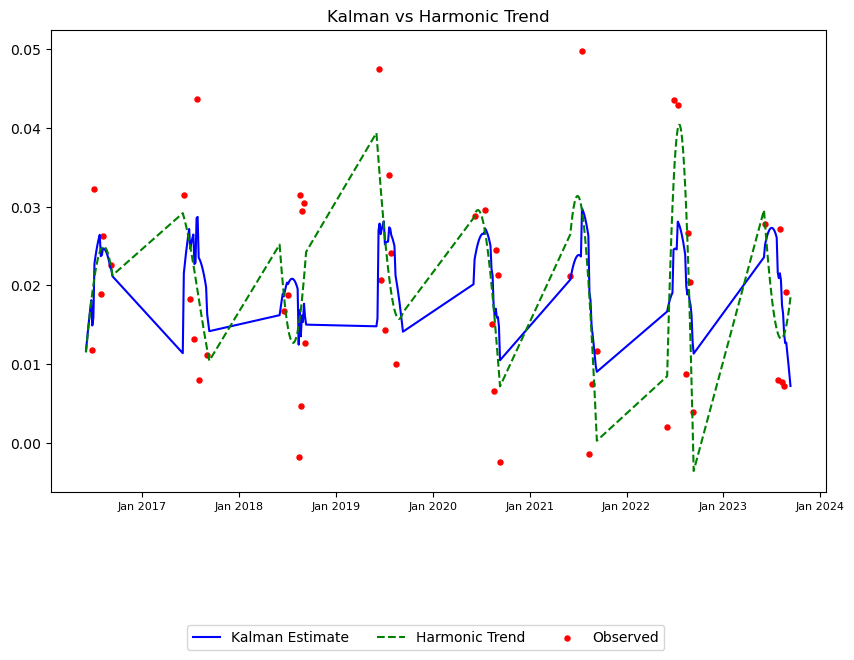 Kalman vs Harmonic Trend
0.05
0.04
0.03
0.02
0.01
0.00
Jan 2017 Jan 2018 Jan 2019 Jan 2020 Jan 2021 Jan 2022 Jan 2023 Jan 2024
Kalman Estimate Harmonic Trend Observed